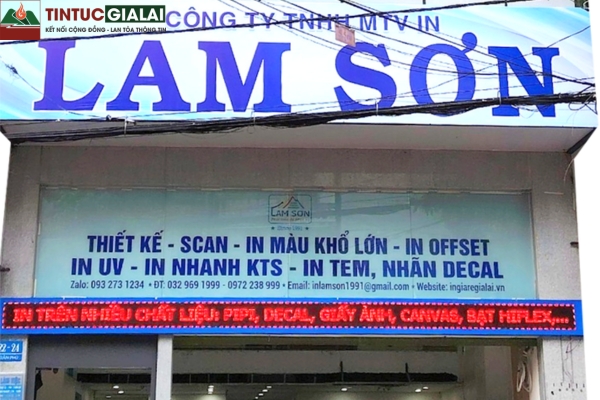 TINTUCGIALAI
KẾT NỐI CỘNG ĐỒNG - LAN TỎA THÔNG TIN
CÔNG TY TNHH MTV IN
LAM SƠN
LAM SƠN
THIẾT KẾ - SCAN - IN MÀU KHỔ LỚN - IN OFFSET
IN UV - IN NHANH KTS - IN TEM, NHÃN DECAL
Zalo: 093 273 1234 • ĐT: 032 969 1999 - 0972 238 999 • Email: inlamson1991@gmail.com • Website: ingiaregialai.vn
IN TRÊN NHIỀU CHẤT LIỆU: PIPI, DECAL, GIẤY ẢNH, CANVAS, BẠT HIFLEX,...
22 - 24